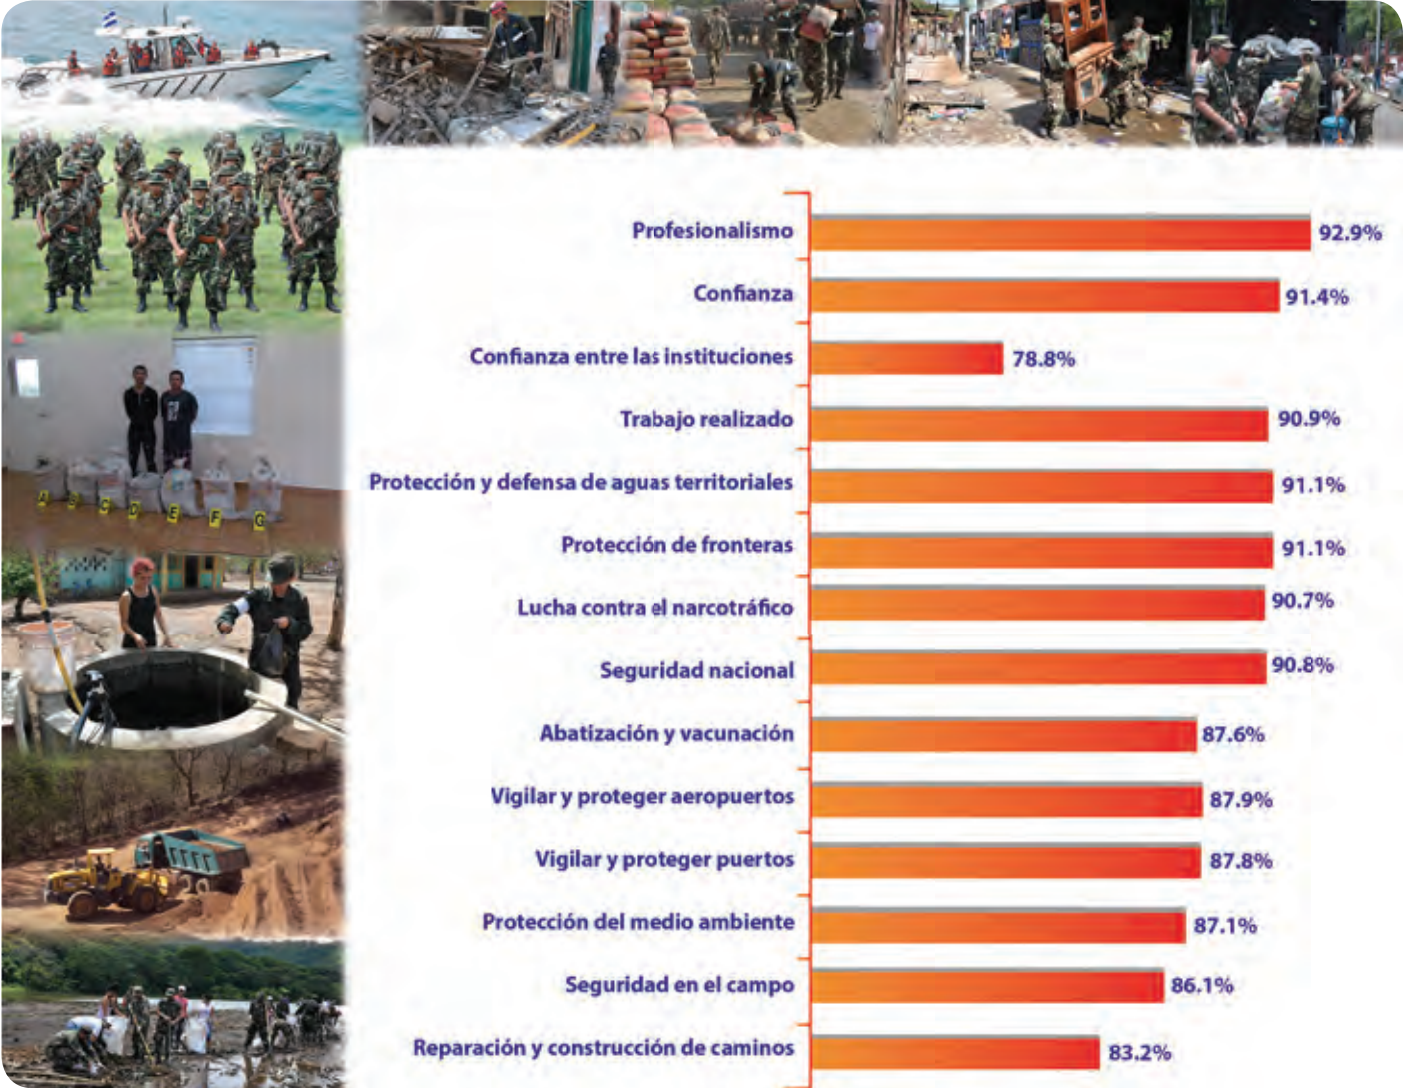 Profesionalismo 92.9%
Confianza 91.4%
Confianza entre las instituciones 78.8%
Trabajo realizado 90.9%
Protección y defensa de aguas territoriales 91.1%
Protección de fronteras 91.1%
Lucha contra el narcotráfico 90.7%
Seguridad nacional 90.8%
Abatización y vacunación 87.6%
Vigilar y proteger aeropuertos 87.9%
Vigilar y proteger puertos 87.8%
Protección del medio ambiente 87.1%
Seguridad en el campo 86.1%
Reparación y construcción de caminos 83.2%
A B C D E F G